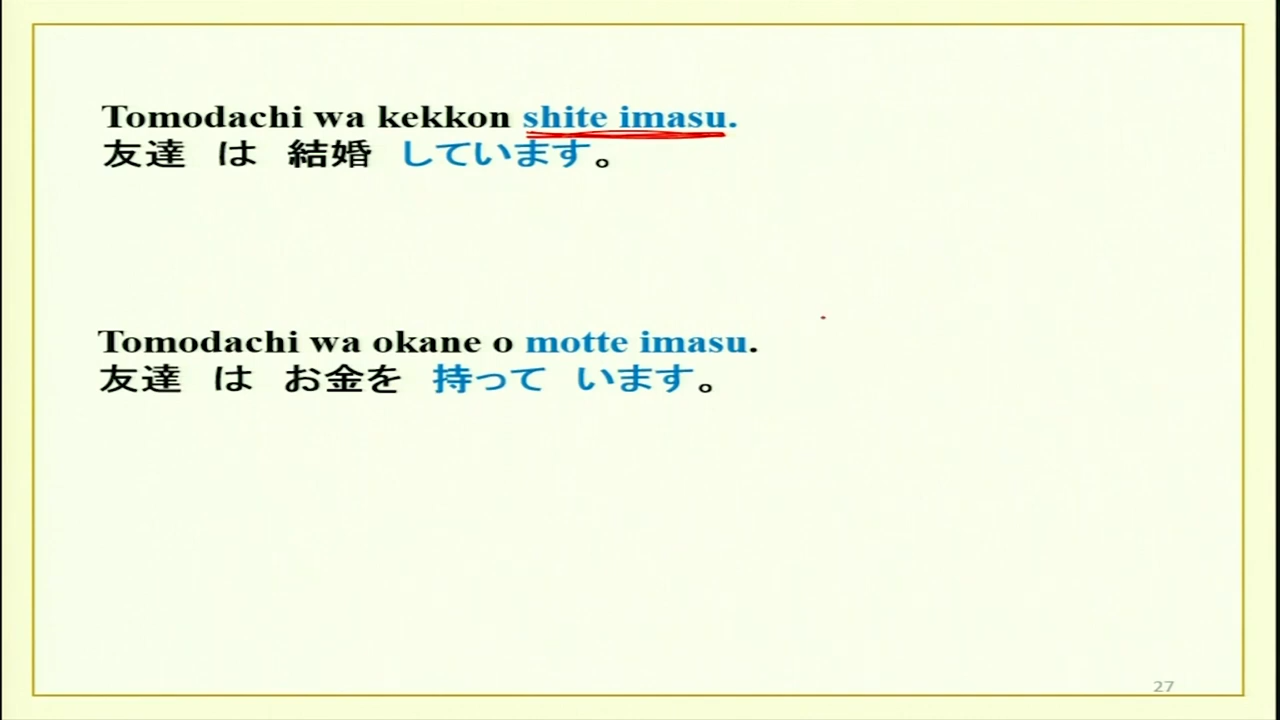 Tomodachi wa kekkon shite imasu.
友達 は 結婚 しています。
Tomodachi wa okane o motte imasu.
友達 は お金を 持って います。
27